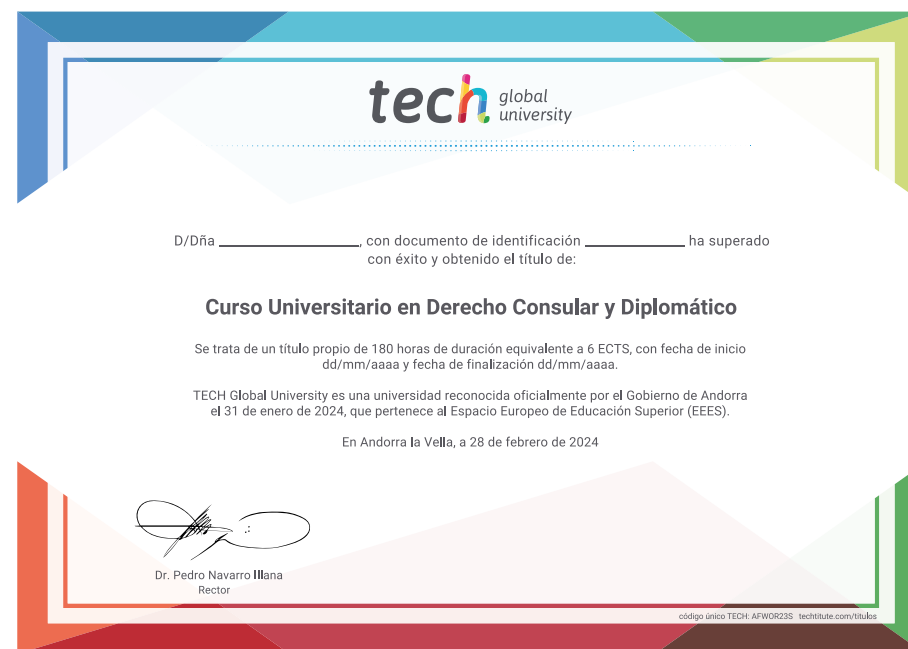 tech global university
D/Dña ________________, con documento de identificación ____________ ha superado
con éxito y obtenido el título de:
Curso Universitario en Derecho Consular y Diplomático
Se trata de un título propio de 180 horas de duración equivalente a 6 ECTS, con fecha de inicio
dd/mm/aaaa y fecha de finalización dd/mm/aaaa.
TECH Global University es una universidad reconocida oficialmente por el Gobierno de Andorra
el 31 de enero de 2024, que pertenece al Espacio Europeo de Educación Superior (EEES).
En Andorra la Vella, a 28 de febrero de 2024
Dr. Pedro Navarro Illana
Rector
código único TECH: AFWOR23S techtitute.com/titulos